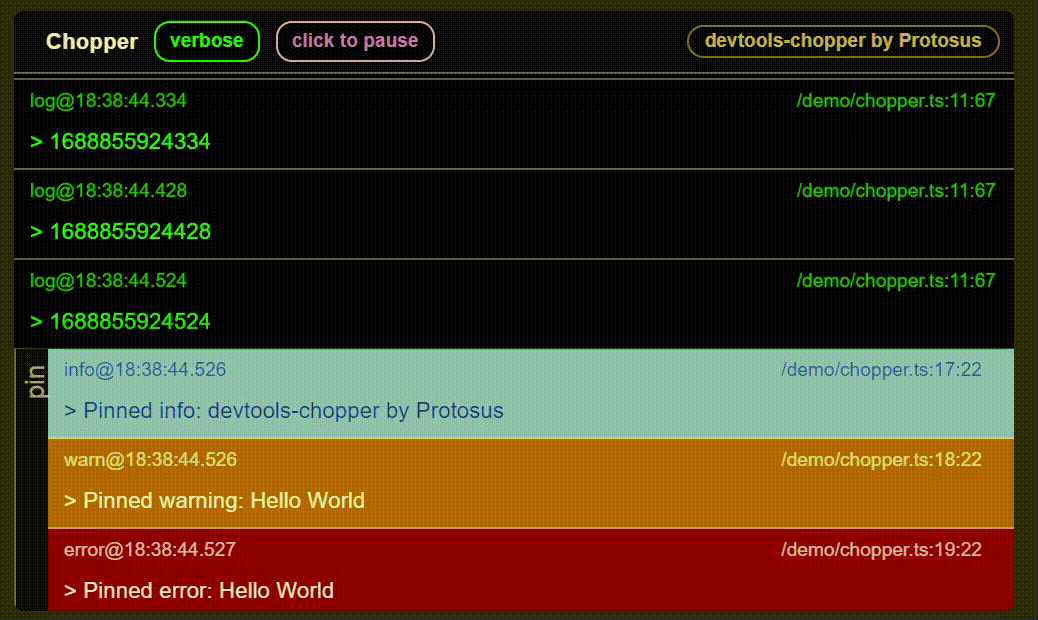 Chopper verbose click to pause devtools-chopper by Protosus
log@18:38:44.334 /demo/chopper.ts:11:67
> 1688855924334
log@18:38:44.428 /demo/chopper.ts:11:67
> 1688855924428
log@18:38:44.524 /demo/chopper.ts:11:67
> 1688855924524
pin
info@18:38:44.526 /demo/chopper.ts:17:22
> Pinned info: devtools-chopper by Protosus
warn@18:38:44.526 /demo/chopper.ts:18:22
> Pinned warning: Hello World
error@18:38:44.527 /demo/chopper.ts:19:22
> Pinned error: Hello World